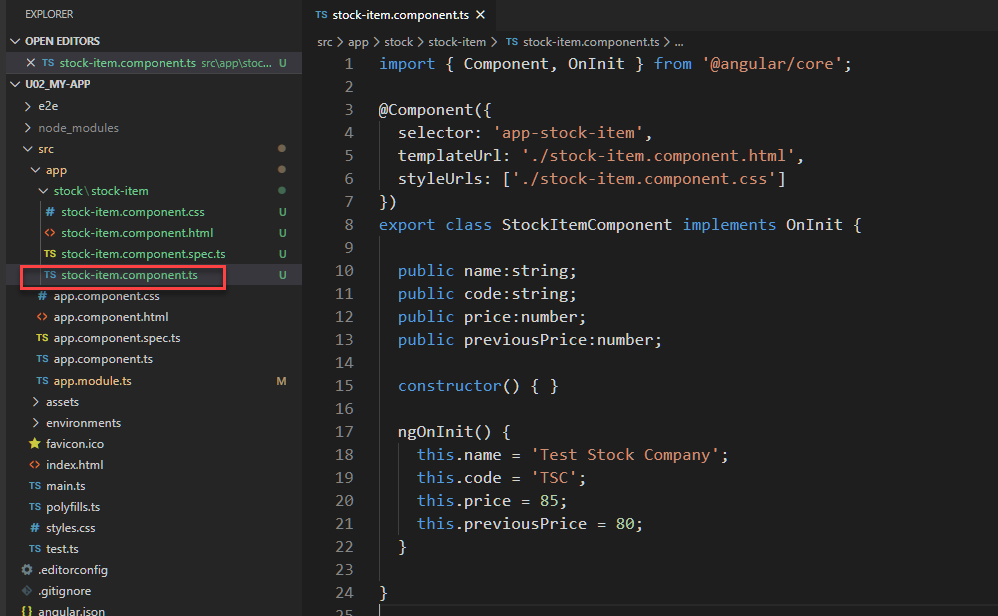 EXPLORER
OPEN EDITORS
TS stock-item.component.ts src\app\stoc... U
U02_MY-APP
e2e
node_modules
src
app
stock\stock-item
# stock-item.component.css U
<> stock-item.component.html U
TS stock-item.component.spec.ts U
TS stock-item.component.ts U
# app.component.css
<> app.component.html
TS app.component.spec.ts
TS app.component.ts
TS app.module.ts M
assets
environments
favicon.ico
<> index.html
TS main.ts
TS polyfills.ts
# styles.css
TS test.ts
.editorconfig
.gitignore
{} angular.json
TS stock-item.component.ts
src > app > stock > stock-item > TS stock-item.component.ts > ...
1 import { Component, OnInit } from '@angular/core';
2
3 @Component({
4   selector: 'app-stock-item',
5   templateUrl: './stock-item.component.html',
6   styleUrls: ['./stock-item.component.css']
7 })
8 export class StockItemComponent implements OnInit {
9
10   public name:string;
11   public code:string;
12   public price:number;
13   public previousPrice:number;
14
15   constructor() { }
16
17   ngOnInit() {
18     this.name = 'Test Stock Company';
19     this.code = 'TSC';
20     this.price = 85;
21     this.previousPrice = 80;
22   }
23
24 }
25